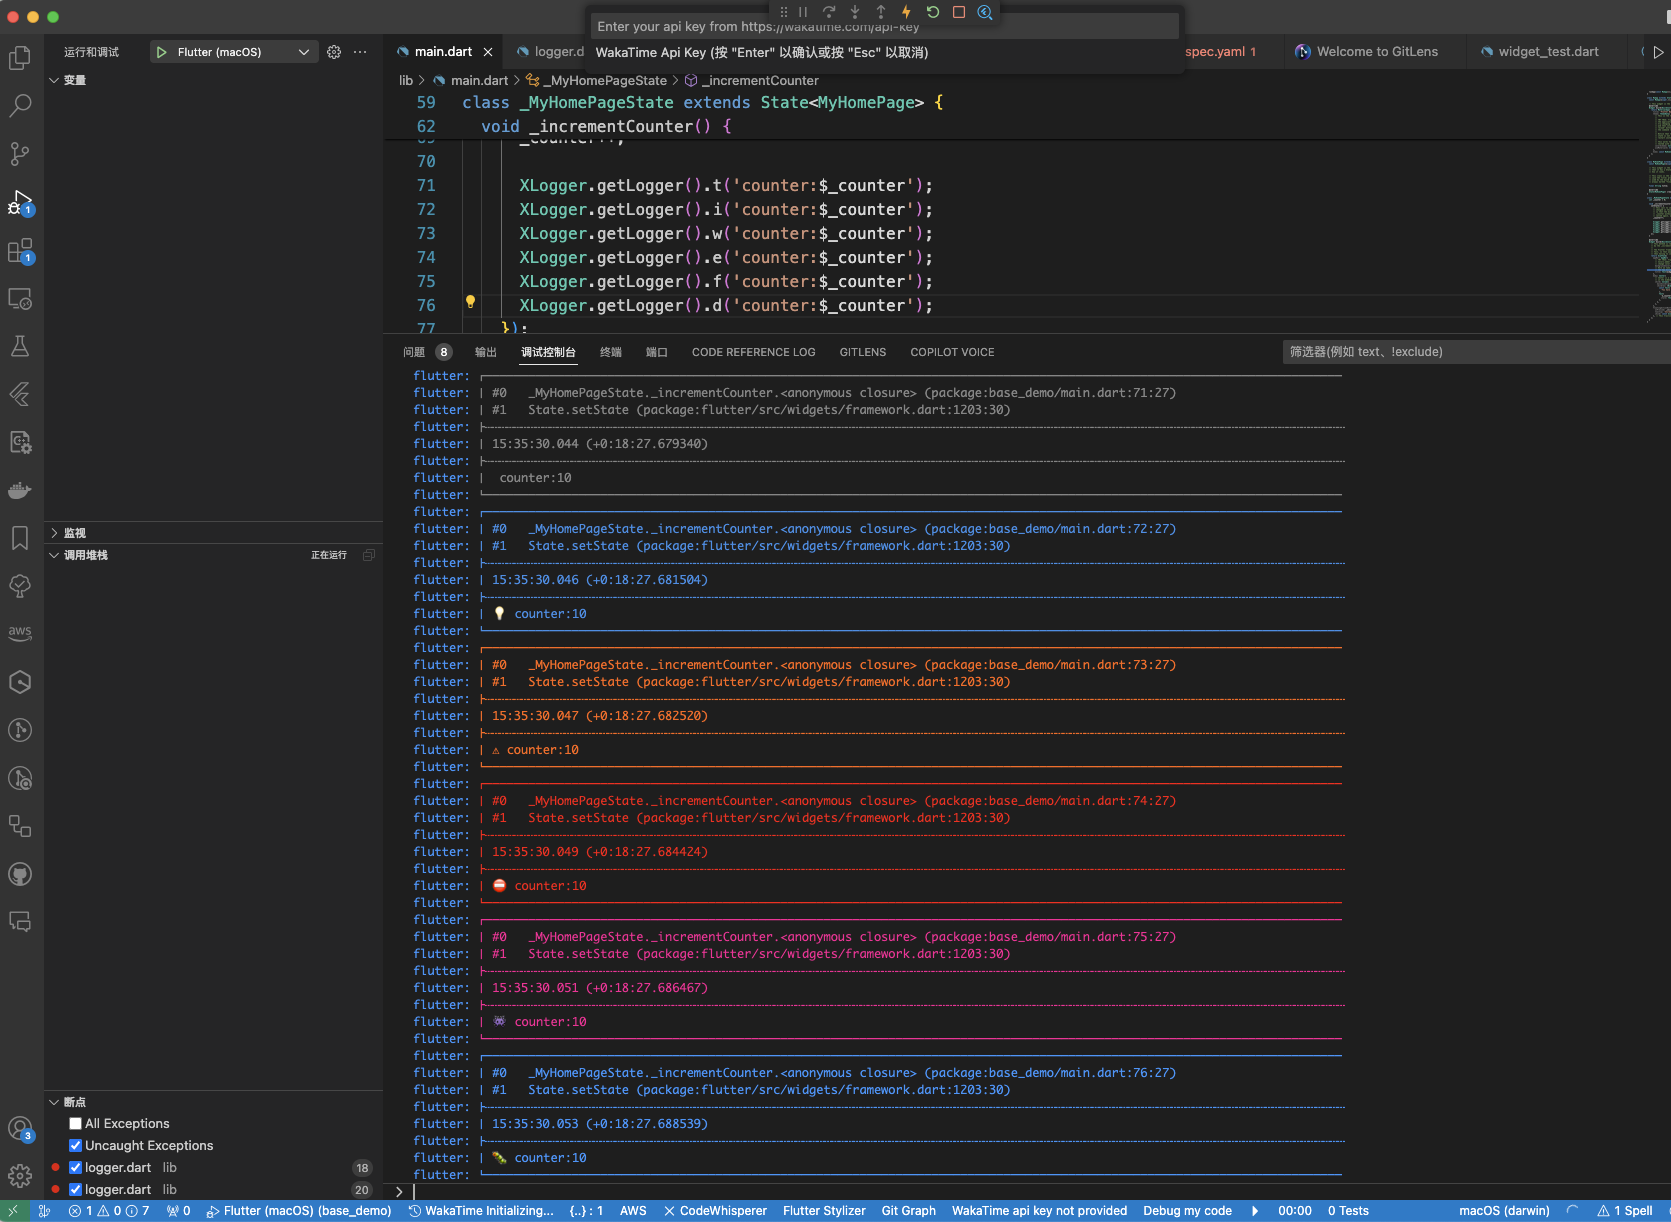 Enter your api key from https://wakatime.com/api-key
WakaTime Api Key (按 "Enter" 以确认或按 "Esc" 以取消)
运行和调试
Flutter (macOS)
main.dart
logger.d
spec.yaml 1
Welcome to GitLens
widget_test.dart
变量
lib > main.dart > _MyHomePageState > _incrementCounter
59 class _MyHomePageState extends State<MyHomePage> {
62 void _incrementCounter() {
69 _counter++;
70
71 XLogger.getLogger().t('counter:$_counter');
72 XLogger.getLogger().i('counter:$_counter');
73 XLogger.getLogger().w('counter:$_counter');
74 XLogger.getLogger().e('counter:$_counter');
75 XLogger.getLogger().f('counter:$_counter');
76 XLogger.getLogger().d('counter:$_counter');
77 });
问题 8 输出 调试控制台 终端 端口 CODE REFERENCE LOG GITLENS COPILOT VOICE
筛选器(例如 text、!exclude)
flutter:
flutter: | #0 _MyHomePageState._incrementCounter.<anonymous closure> (package:base_demo/main.dart:71:27)
flutter: | #1 State.setState (package:flutter/src/widgets/framework.dart:1203:30)
flutter:
flutter: | 15:35:30.044 (+0:18:27.679340)
flutter:
flutter: | counter:10
flutter:
flutter:
flutter: | #0 _MyHomePageState._incrementCounter.<anonymous closure> (package:base_demo/main.dart:72:27)
flutter: | #1 State.setState (package:flutter/src/widgets/framework.dart:1203:30)
flutter:
flutter: | 15:35:30.046 (+0:18:27.681504)
flutter:
flutter: | 💡 counter:10
flutter:
flutter:
flutter: | #0 _MyHomePageState._incrementCounter.<anonymous closure> (package:base_demo/main.dart:73:27)
flutter: | #1 State.setState (package:flutter/src/widgets/framework.dart:1203:30)
flutter:
flutter: | 15:35:30.047 (+0:18:27.682520)
flutter:
flutter: | ⚠ counter:10
flutter:
flutter:
flutter: | #0 _MyHomePageState._incrementCounter.<anonymous closure> (package:base_demo/main.dart:74:27)
flutter: | #1 State.setState (package:flutter/src/widgets/framework.dart:1203:30)
flutter:
flutter: | 15:35:30.049 (+0:18:27.684424)
flutter:
flutter: | ⛔ counter:10
flutter:
flutter:
flutter: | #0 _MyHomePageState._incrementCounter.<anonymous closure> (package:base_demo/main.dart:75:27)
flutter: | #1 State.setState (package:flutter/src/widgets/framework.dart:1203:30)
flutter:
flutter: | 15:35:30.051 (+0:18:27.686467)
flutter:
flutter: | 👾 counter:10
flutter:
flutter:
flutter: | #0 _MyHomePageState._incrementCounter.<anonymous closure> (package:base_demo/main.dart:76:27)
flutter: | #1 State.setState (package:flutter/src/widgets/framework.dart:1203:30)
flutter:
flutter: | 15:35:30.053 (+0:18:27.688539)
flutter:
flutter: | 🐛 counter:10
flutter:
监视
调用堆栈 正在运行
断点
All Exceptions
Uncaught Exceptions
logger.dart lib 18
logger.dart lib 20
1
1
aws
3
1 0 7 0 Flutter (macOS) (base_demo) WakaTime Initializing... {..} : 1 AWS CodeWhisperer Flutter Stylizer Git Graph WakaTime api key not provided Debug my code 00:00 0 Tests macOS (darwin) 1 Spell